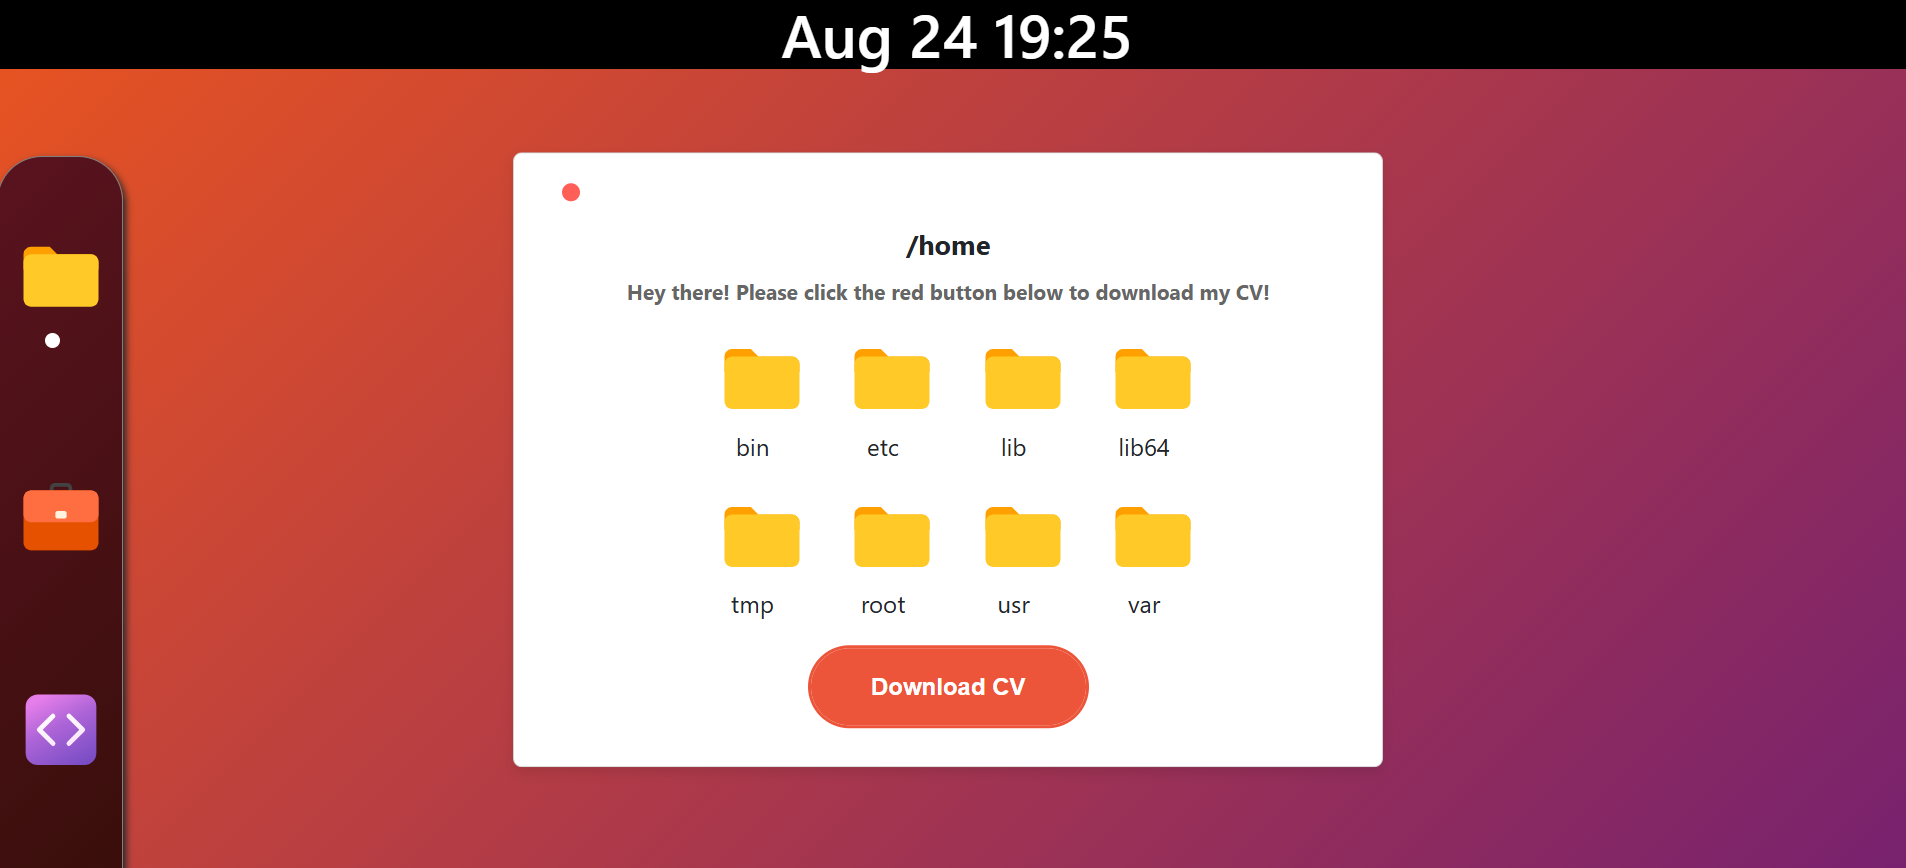 Aug 24 19:25
/home
Hey there! Please click the red button below to download my CV!
bin etc lib lib64
tmp root usr var
Download CV